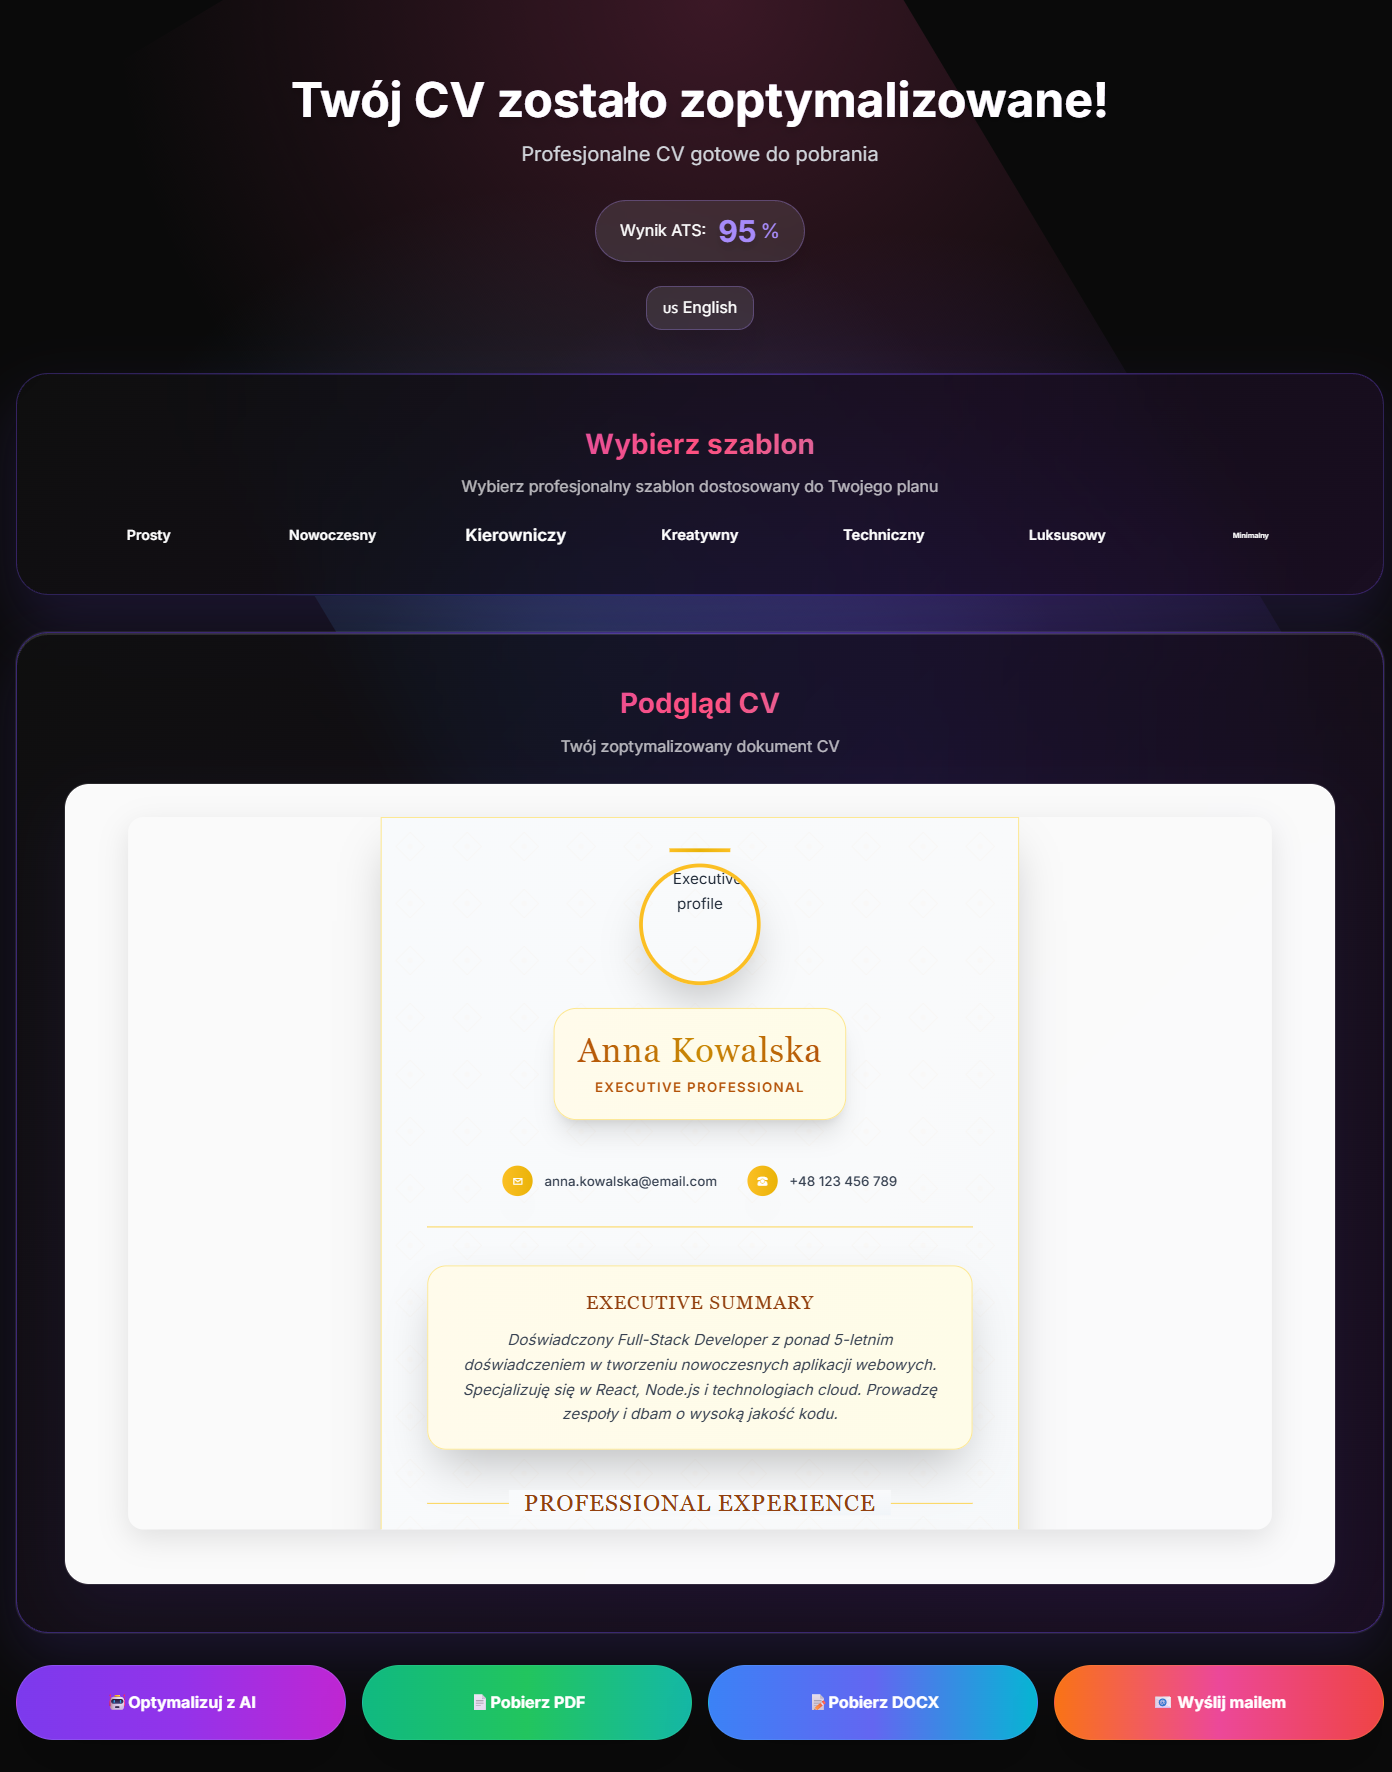 Twój CV zostało zoptymalizowane!
Profesjonalne CV gotowe do pobrania
Wynik ATS: 95 %
us English
Wybierz szablon
Wybierz profesjonalny szablon dostosowany do Twojego planu
Prosty Nowoczesny Kierowniczy Kreatywny Techniczny Luksusowy Minimalny
Podgląd CV
Twój zoptymalizowany dokument CV
Executive
profile
Anna Kowalska
EXECUTIVE PROFESSIONAL
anna.kowalska@email.com +48 123 456 789
EXECUTIVE SUMMARY
Doświadczony Full-Stack Developer z ponad 5-letnim
doświadczeniem w tworzeniu nowoczesnych aplikacji webowych.
Specjalizuję się w React, Node.js i technologiach cloud. Prowadzę
zespoły i dbam o wysoką jakość kodu.
PROFESSIONAL EXPERIENCE
Optymalizuj z AI Pobierz PDF Pobierz DOCX Wyślij mailem